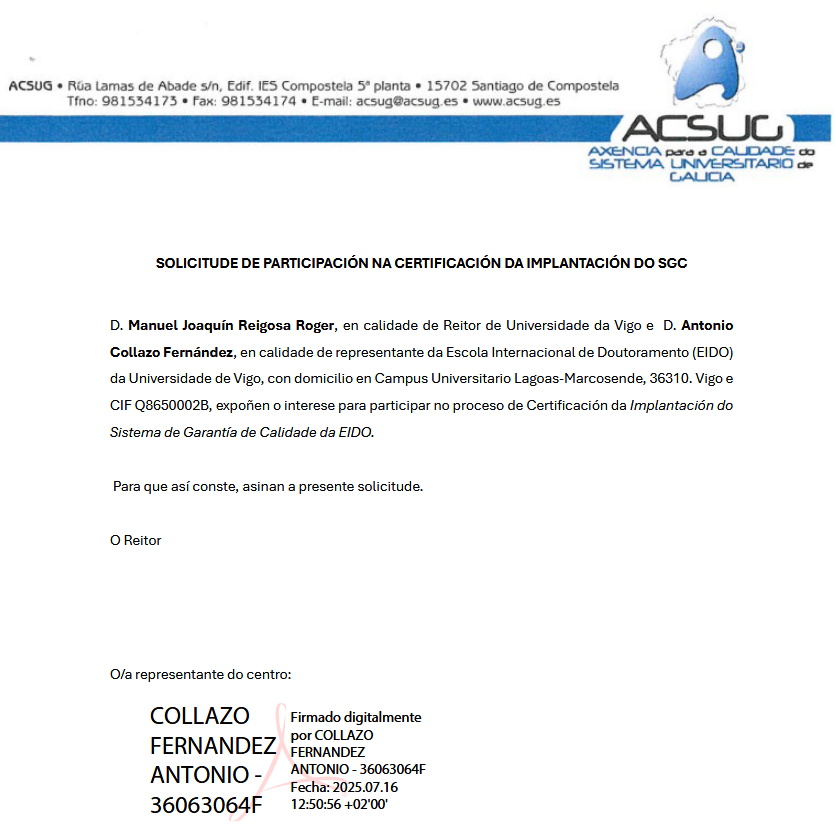 ACSUG • Rúa Lamas de Abade s/n, Edif. IES Compostela 5ª planta • 15702 Santiago de Compostela
Tfno: 981534173 • Fax: 981534174 • E-mail: acsug@acsug.es • www.acsug.es
ACSUG
AXENCIA para a CALIDADE do
SISTEMA UNIVERSITARIO de
GALICIA
SOLICITUDE DE PARTICIPACIÓN NA CERTIFICACIÓN DA IMPLANTACIÓN DO SGC
D. Manuel Joaquín Reigosa Roger, en calidade de Reitor de Universidade da Vigo e D. Antonio
Collazo Fernández, en calidade de representante da Escola Internacional de Doutoramento (EIDO)
da Universidade de Vigo, con domicilio en Campus Universitario Lagoas-Marcosende, 36310. Vigo e
CIF Q8650002B, expoñen o interese para participar no proceso de Certificación da Implantación do
Sistema de Garantía de Calidade da EIDO.
Para que así conste, asinan a presente solicitude.
O Reitor
O/a representante do centro:
COLLAZO
FERNANDEZ
ANTONIO -
36063064F
Firmado digitalmente
por COLLAZO
FERNANDEZ
ANTONIO - 36063064F
Fecha: 2025.07.16
12:50:56 +02'00'